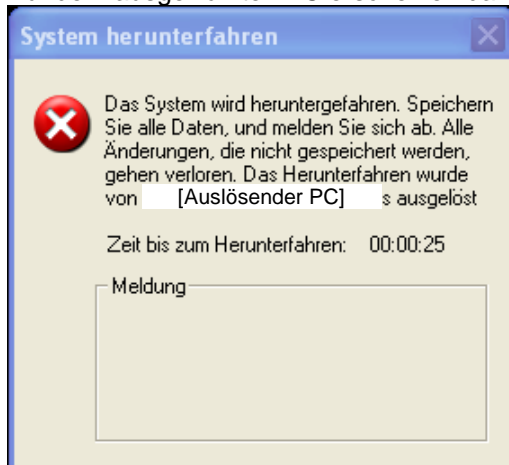 System herunterfahren
Das System wird heruntergefahren. Speichern
Sie alle Daten, und melden Sie sich ab. Alle
Änderungen, die nicht gespeichert werden,
gehen verloren. Das Herunterfahren wurde
von [Auslösender PC] s ausgelöst
Zeit bis zum Herunterfahren: 00:00:25
Meldung